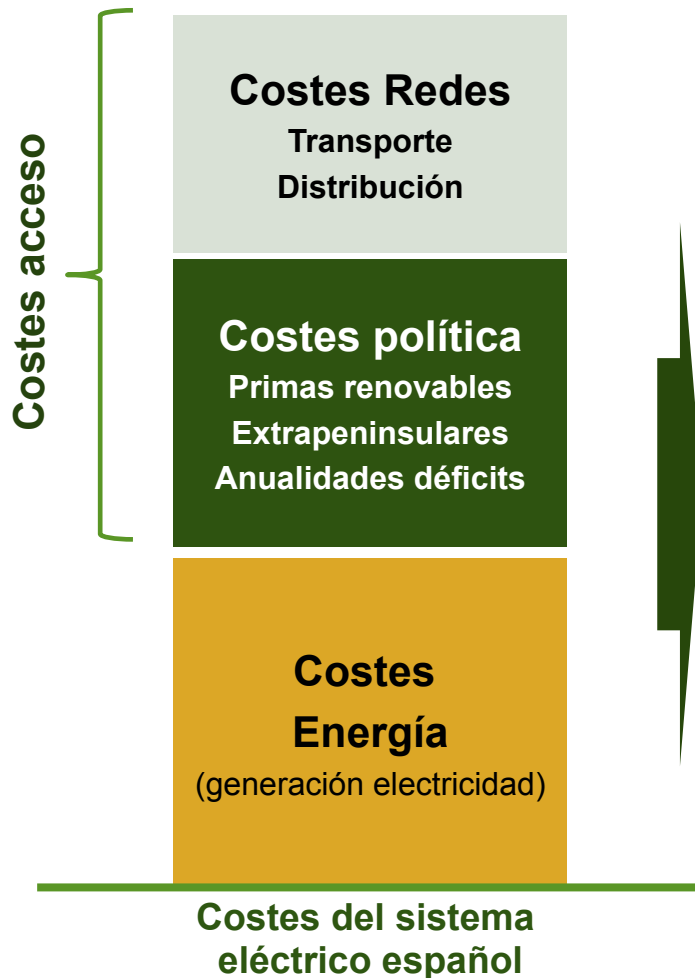 Costes acceso
Costes Redes
Transporte
Distribución
Costes política
Primas renovables
Extrapeninsulares
Anualidades déficits
Costes
Energía
(generación electricidad)
Costes del sistema
eléctrico español